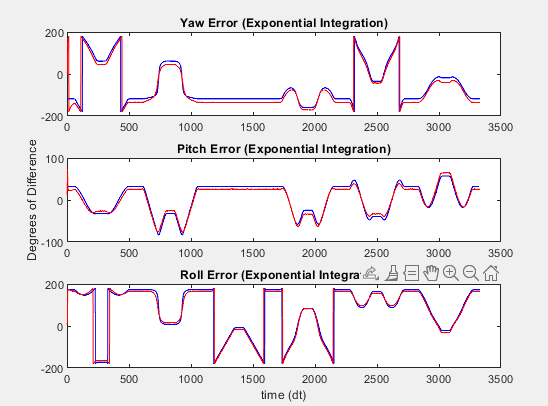 Yaw Error (Exponential Integration)
200
0
-200
0 500 1000 1500 2000 2500 3000 3500
Pitch Error (Exponential Integration)
100
0
-100
0 500 1000 1500 2000 2500 3000 3500
Degrees of Difference
Roll Error (Exponential Integra
200
0
-200
0 500 1000 1500 2000 2500 3000 3500
time (dt)